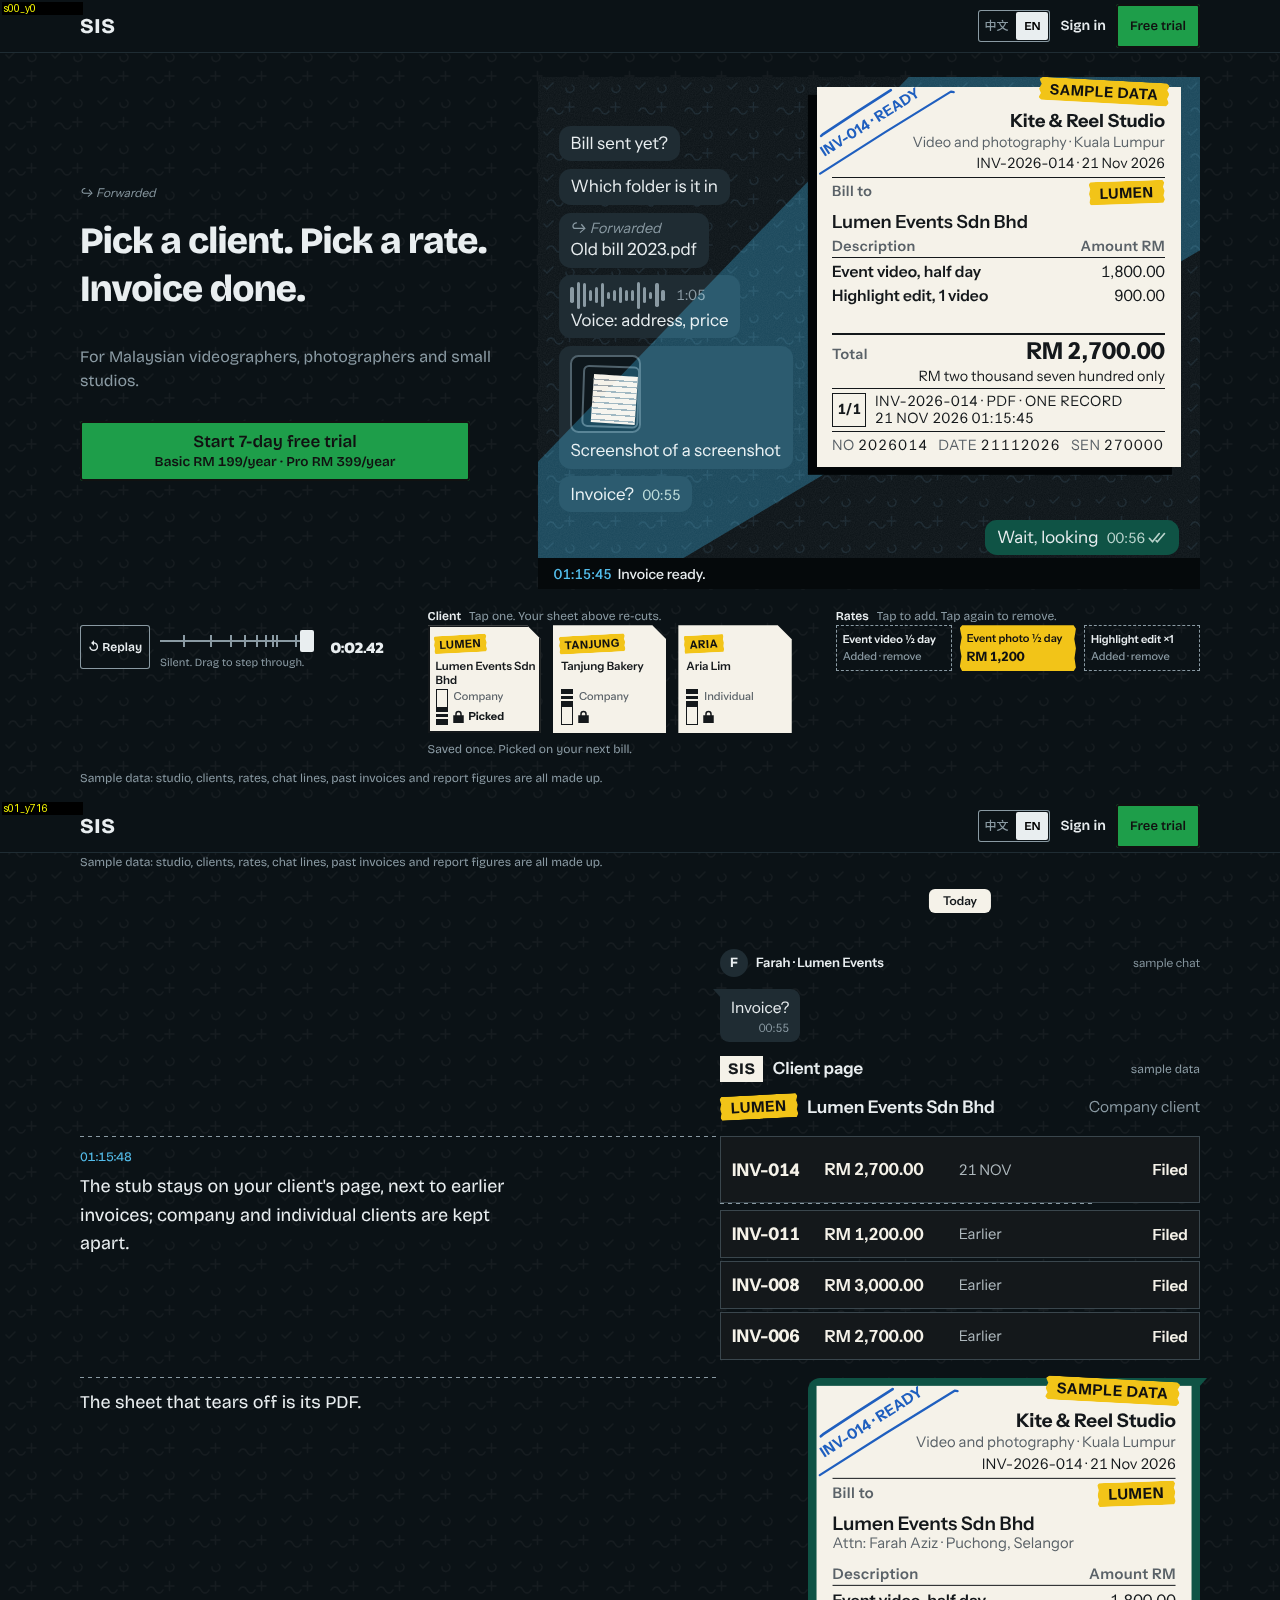 s00_y0
SIS
中文 EN Sign in Free trial
↪ Forwarded
Pick a client. Pick a rate.
Invoice done.
For Malaysian videographers, photographers and small
studios.
Start 7-day free trial
Basic RM 199/year · Pro RM 399/year
Bill sent yet?
Which folder is it in
↪ Forwarded
Old bill 2023.pdf
1:05
Voice: address, price
Screenshot of a screenshot
Invoice? 00:55
Wait, looking 00:56
01:15:45 Invoice ready.
INV-014 · READY
SAMPLE DATA
Kite & Reel Studio
Video and photography · Kuala Lumpur
INV-2026-014 · 21 Nov 2026
Bill to LUMEN
Lumen Events Sdn Bhd
Description Amount RM
Event video, half day 1,800.00
Highlight edit, 1 video 900.00
Total RM 2,700.00
RM two thousand seven hundred only
1/1 INV-2026-014 · PDF · ONE RECORD
21 NOV 2026 01:15:45
NO 2026014 DATE 21112026 SEN 270000
Replay
Silent. Drag to step through.
0:02.42
Client Tap one. Your sheet above re-cuts.
LUMEN
Lumen Events Sdn
Bhd
Company
Picked
TANJUNG
Tanjung Bakery
Company
ARIA
Aria Lim
Individual
Saved once. Picked on your next bill.
Rates Tap to add. Tap again to remove.
Event video ½ day
Added · remove
Event photo ½ day
RM 1,200
Highlight edit ×1
Added · remove
Sample data: studio, clients, rates, chat lines, past invoices and report figures are all made up.
s01_y716
SIS
中文 EN Sign in Free trial
Sample data: studio, clients, rates, chat lines, past invoices and report figures are all made up.
Today
F Farah · Lumen Events sample chat
Invoice?
00:55
SIS Client page sample data
LUMEN Lumen Events Sdn Bhd Company client
01:15:48
The stub stays on your client's page, next to earlier
invoices; company and individual clients are kept
apart.
INV-014 RM 2,700.00 21 NOV Filed
INV-011 RM 1,200.00 Earlier Filed
INV-008 RM 3,000.00 Earlier Filed
INV-006 RM 2,700.00 Earlier Filed
The sheet that tears off is its PDF.
INV-014 · READY
SAMPLE DATA
Kite & Reel Studio
Video and photography · Kuala Lumpur
INV-2026-014 · 21 Nov 2026
Bill to LUMEN
Lumen Events Sdn Bhd
Attn: Farah Aziz · Puchong, Selangor
Description Amount RM
Event video, half day 1,800.00